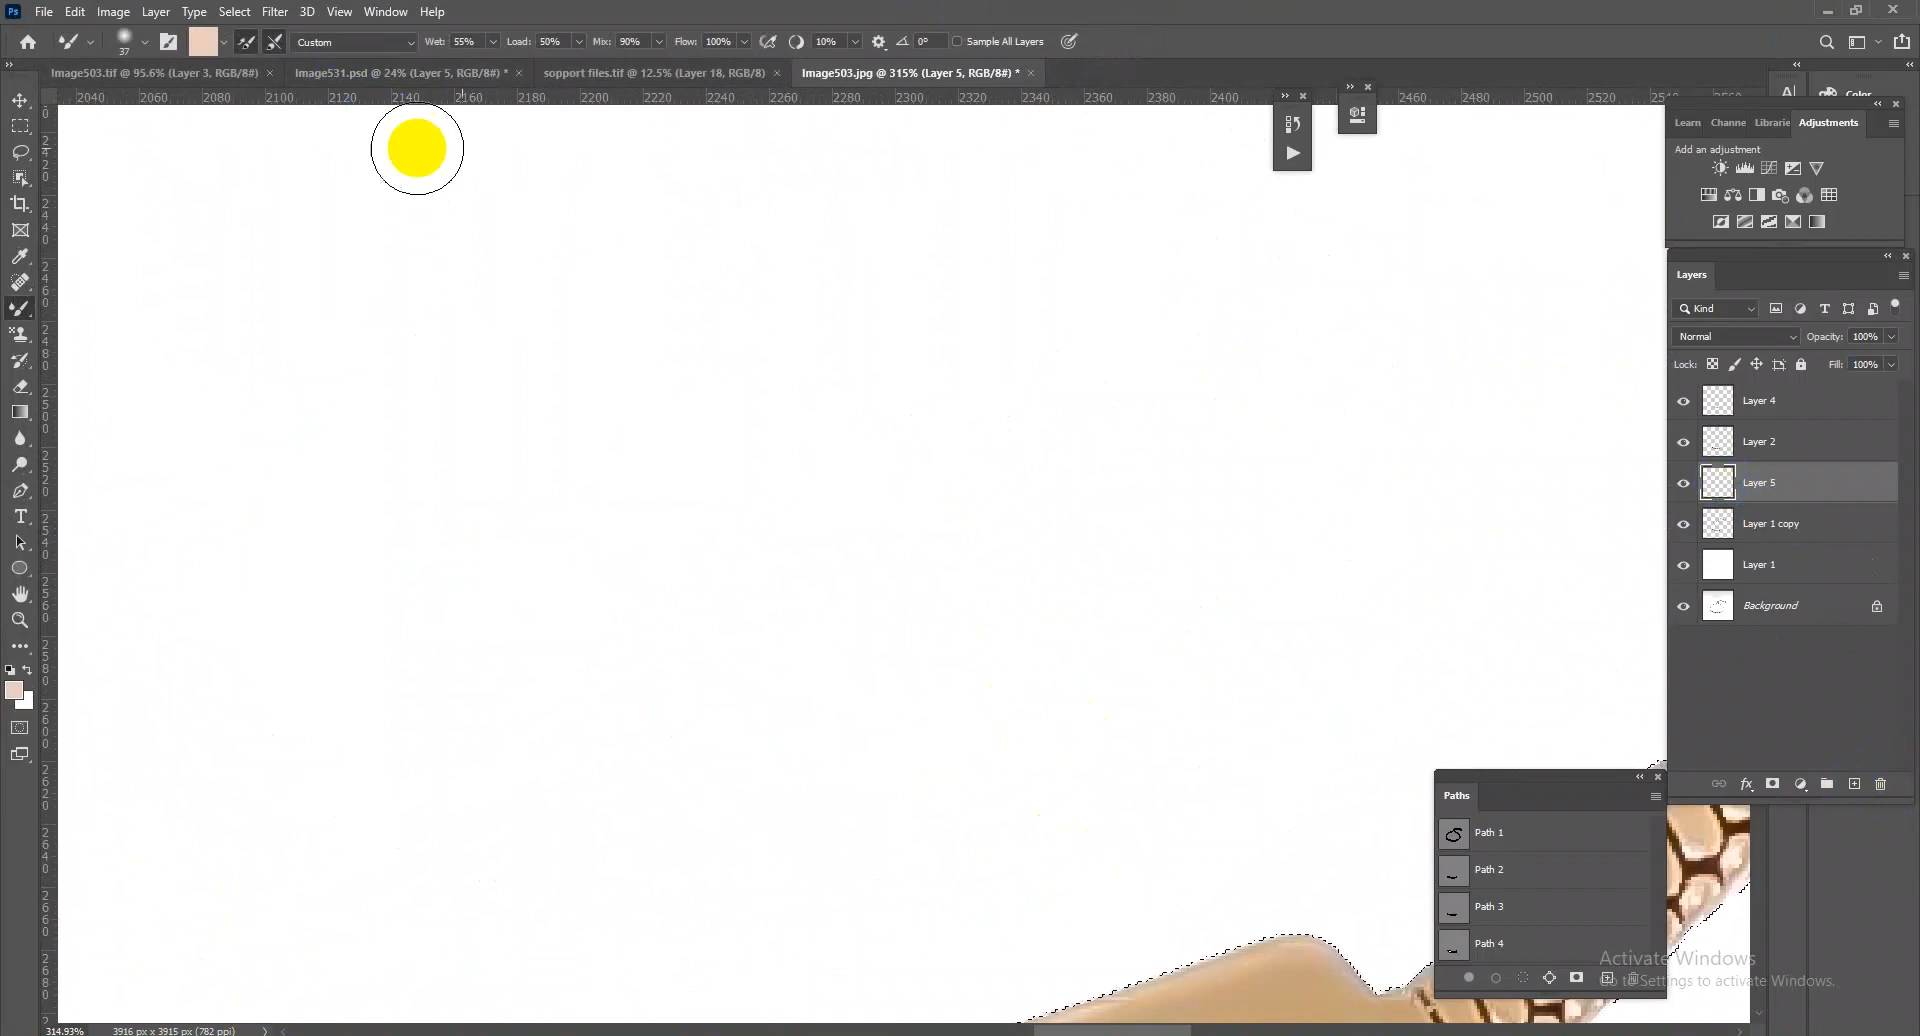 Ps File Edit Image Layer Type Select Filter 3D View Window Help
37 Custom Wet: 55% Load: 50% Mix: 90% Flow: 100% 10% 0° Sample All Layers
Image503.tif @ 95.6% (Layer 3, RGB/8#) × Image531.psd @ 24% (Layer 5, RGB/8#) * × sopport files.tif @ 12.5% (Layer 18, RGB/8) × Image503.jpg @ 315% (Layer 5, RGB/8#) * ×
2040 2060 2080 2100 2120 2140 2160 2180 2200 2220 2240 2260 2280 2300 2320 2340 2360 2380 2400 2460 2480 2500 2520
Color
Learn Channe Librarie Adjustments
Add an adjustment
Layers
Kind
Normal Opacity: 100%
Lock: Fill: 100%
Layer 4
Layer 2
Layer 5
Layer 1 copy
Layer 1
Background
fx
Paths
Path 1
Path 2
Path 3
Path 4
Activate Windows
Go to Settings to activate Windows.
314.93% 3916 px x 3915 px (782 ppi)